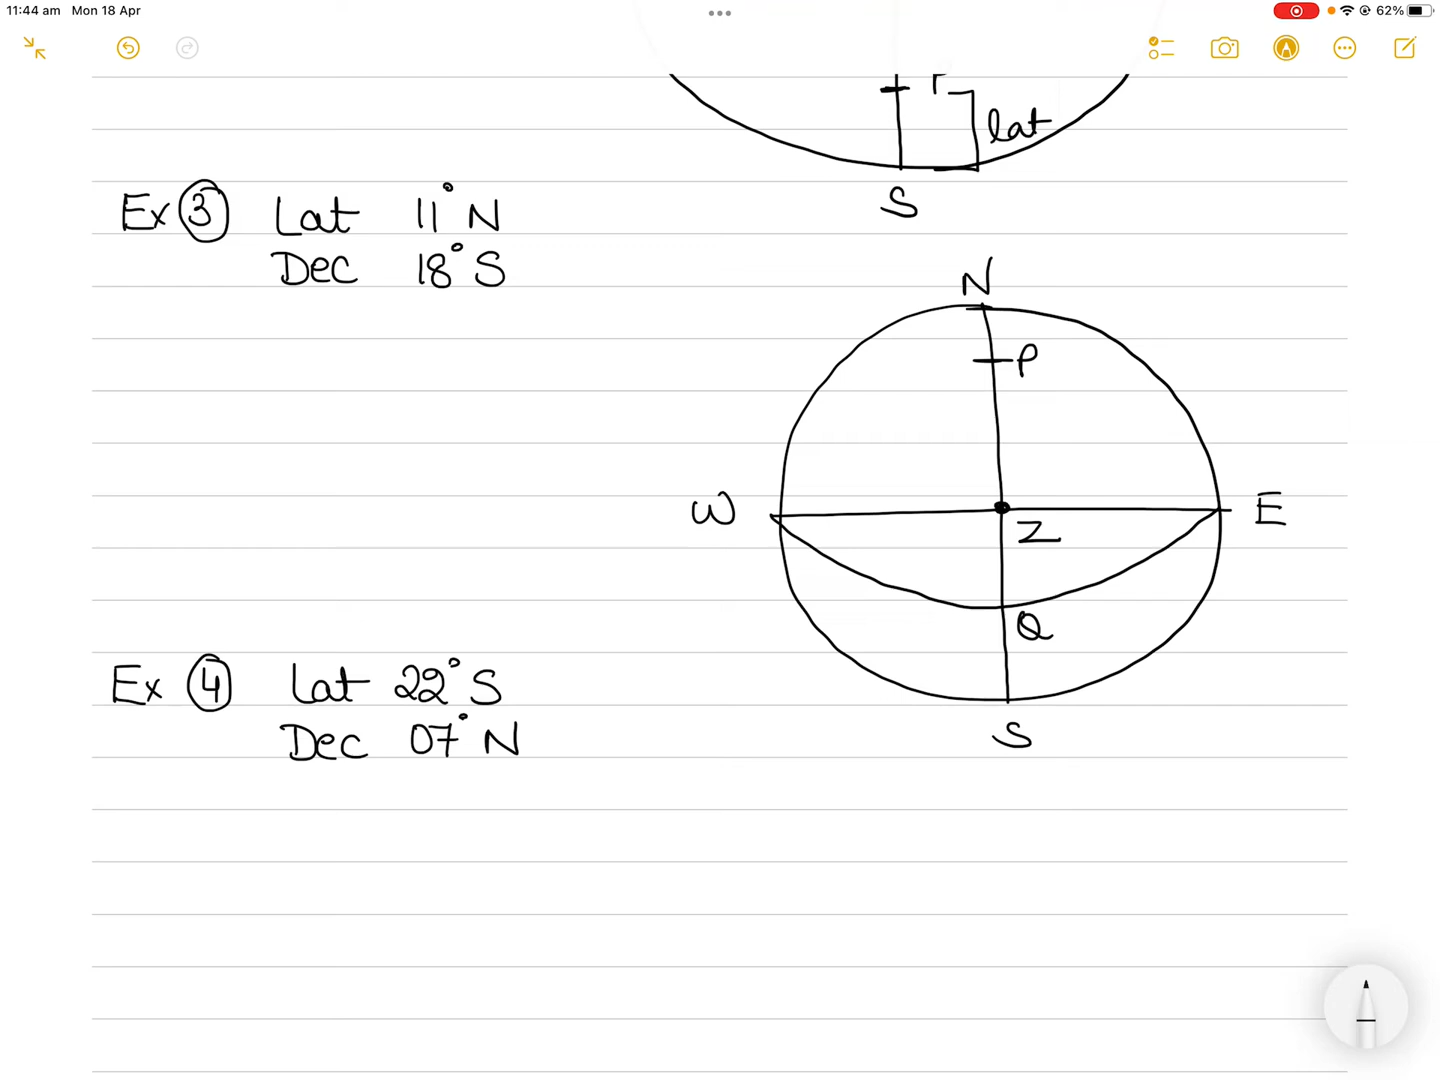 11:44 am Mon 18 Apr
62%
lat
S
Ex ③ Lat 11° N
Dec 18° S
N
P
W
E
Z
Q
Ex ④ Lat 22° S
S
Dec 07° N